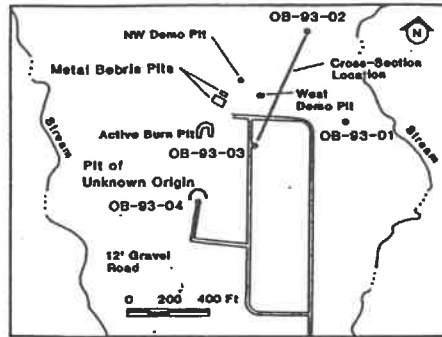 OB-93-02
N
NW Demo Pit
Metal Bebris Pits
Cross-Section
Location
West
Demo Pit
Stream
Active Burn Pit
OB-93-01
OB-93-03
Stream
Pit of
Unknown Origin
OB-93-04
12' Gravel
Road
0 200 400 Ft